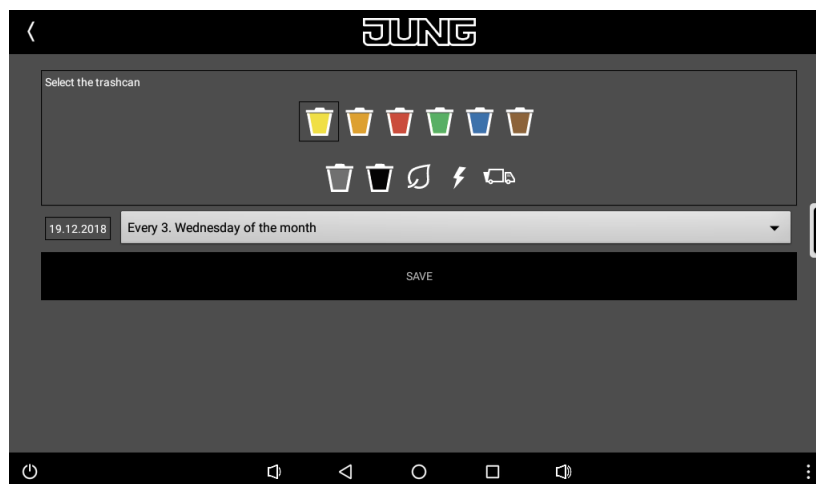 JUNG
Select the trashcan
19.12.2018
Every 3. Wednesday of the month
SAVE